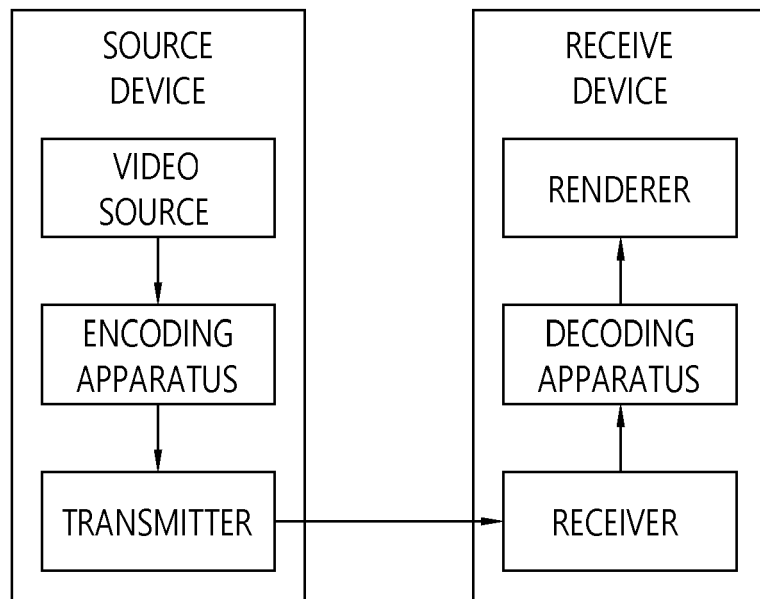 SOURCE
DEVICE
VIDEO
SOURCE
ENCODING
APPARATUS
TRANSMITTER
RECEIVE
DEVICE
RENDERER
DECODING
APPARATUS
RECEIVER